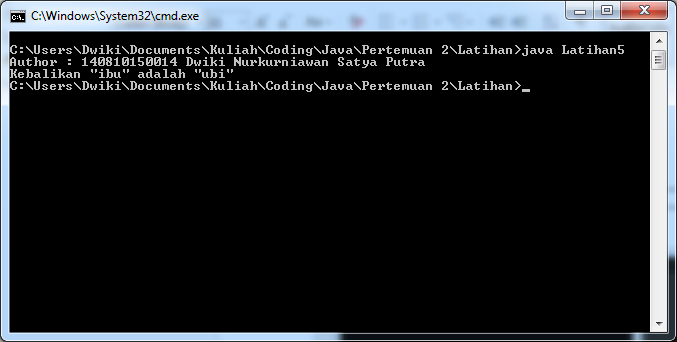 C:\Windows\System32\cmd.exe
C:\Users\Dwiki\Documents\Kuliah\Coding\Java\Pertemuan 2\Latihan>java Latihan5
Author : 140810150014 Dwiki Nurkurniawan Satya Putra
Kebalikan "ibu" adalah "ubi"
C:\Users\Dwiki\Documents\Kuliah\Coding\Java\Pertemuan 2\Latihan>_